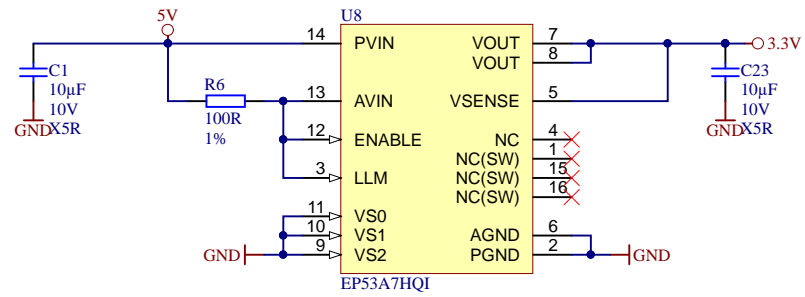 5V
U8
14 PVIN VOUT 7
VOUT 8
3.3V
C1
10µF
10V
X5R
GND
R6
100R
1%
13 AVIN VSENSE 5
C23
10µF
10V
X5R
GND
12 ENABLE NC 4
NC(SW) 1
3 LLM NC(SW) 15
NC(SW) 16
11 VS0
10 VS1 AGND 6
GND 9 VS2 PGND 2 GND
EP53A7HQI